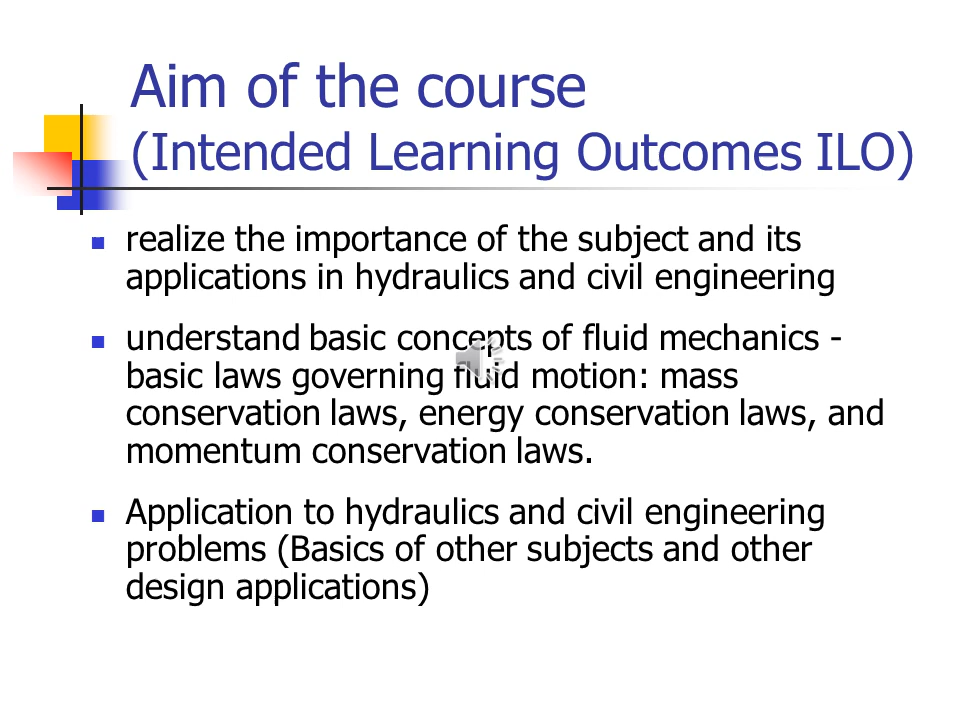 Aim of the course
(Intended Learning Outcomes ILO)
realize the importance of the subject and its
applications in hydraulics and civil engineering
understand basic concepts of fluid mechanics -
basic laws governing fluid motion: mass
conservation laws, energy conservation laws, and
momentum conservation laws.
Application to hydraulics and civil engineering
problems (Basics of other subjects and other
design applications)